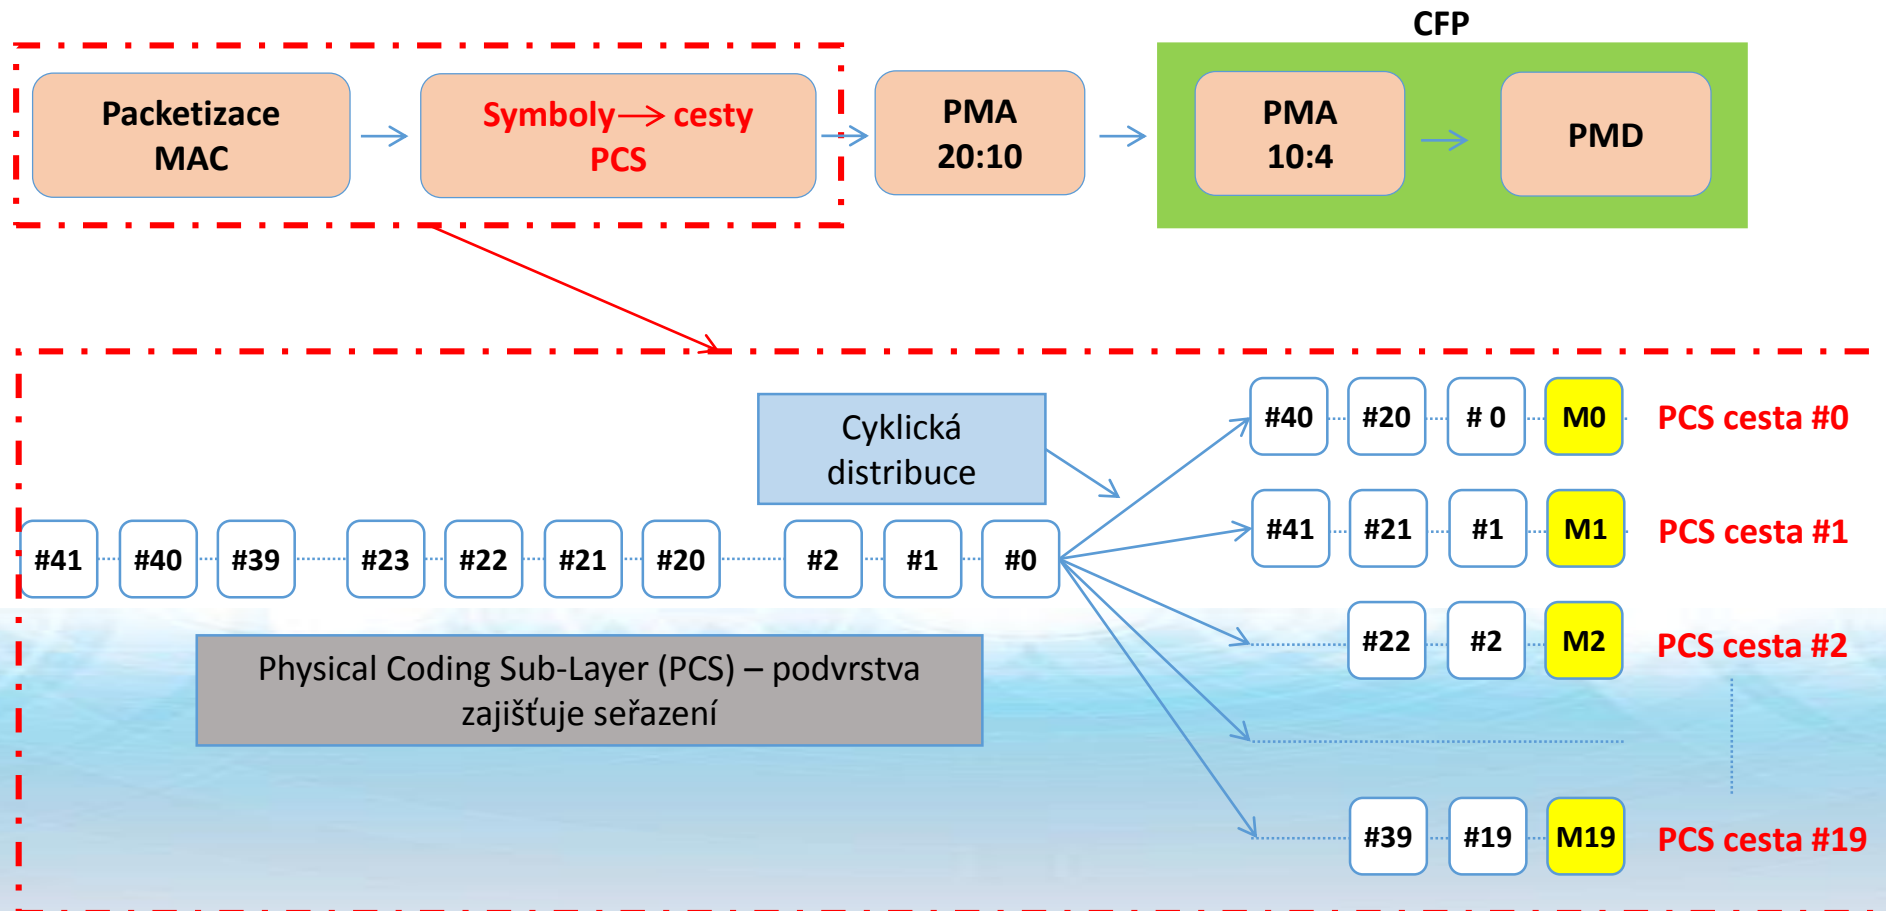 CFP
Packetizace
MAC
Symboly → cesty
PCS
PMA
20:10
PMA
10:4
PMD
Cyklická
distribuce
#40 #20 # 0 M0 PCS cesta #0
#41 #21 #1 M1 PCS cesta #1
#41 #40 #39 #23 #22 #21 #20 #2 #1 #0
#22 #2 M2 PCS cesta #2
Physical Coding Sub-Layer (PCS) – podvrstva
zajišťuje seřazení
#39 #19 M19 PCS cesta #19